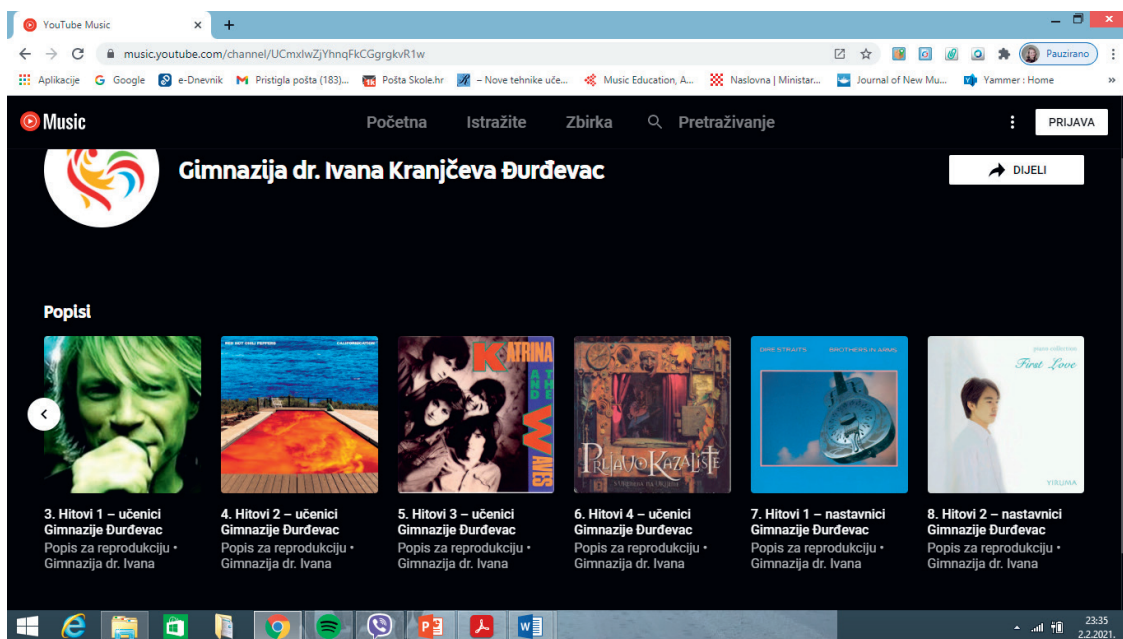 YouTube Music
music.youtube.com/channel/UCmxlwZjYhnqFkCGgrgkvR1w
Pauzirano
Aplikacije
Google
e-Dnevnik
Pristigla pošta (183)...
Pošta Skole.hr
– Nove tehnike uče...
Music Education, A...
Naslovna | Ministar...
Journal of New Mu...
Yammer : Home
»
Music
Početna
Istražite
Zbirka
Pretraživanje
PRIJAVA
Gimnazija dr. Ivana Kranjčeva Đurđevac
DIJELI
Popisi
RED HOT CHILI PEPPERS
CALIFORNICATION
KATRINA
AND THE
WAVES
PRLJAVO KAZALIŠTE
DIRE STRAITS
BROTHERS IN ARMS
piano collection
First Love
YIRUMA
3. Hitovi 1 – učenici
Gimnazije Đurđevac
Popis za reprodukciju •
Gimnazija dr. Ivana
4. Hitovi 2 – učenici
Gimnazije Đurđevac
Popis za reprodukciju •
Gimnazija dr. Ivana
5. Hitovi 3 – učenici
Gimnazije Đurđevac
Popis za reprodukciju •
Gimnazija dr. Ivana
6. Hitovi 4 – učenici
Gimnazije Đurđevac
Popis za reprodukciju •
Gimnazija dr. Ivana
7. Hitovi 1 – nastavnici
Gimnazije Đurđevac
Popis za reprodukciju •
Gimnazija dr. Ivana
8. Hitovi 2 – nastavnici
Gimnazije Đurđevac
Popis za reprodukciju •
Gimnazija dr. Ivana
23:35
2.2.2021.